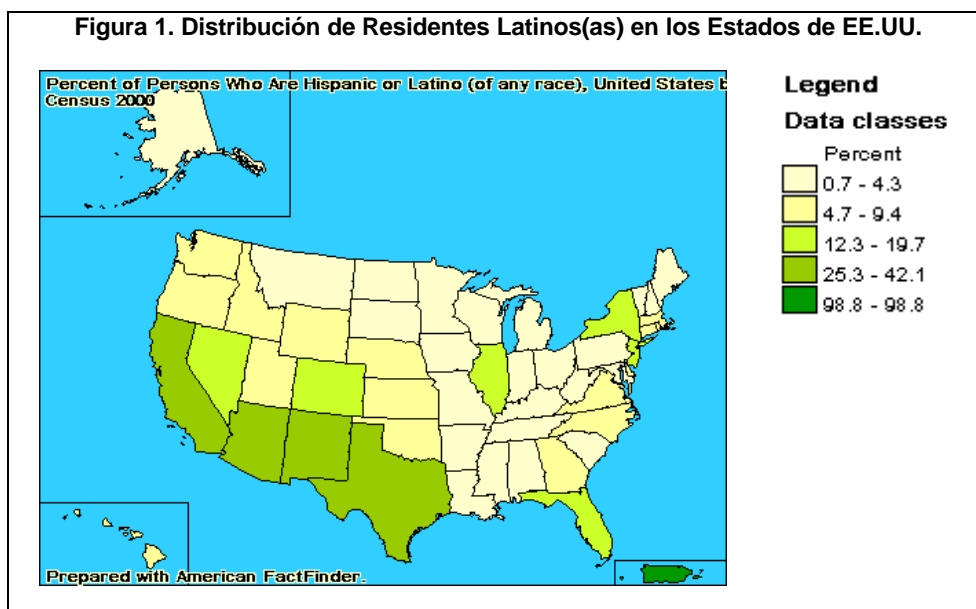 Figura 1. Distribución de Residentes Latinos(as) en los Estados de EE.UU.
Percent of Persons Who Are Hispanic or Latino (of any race), United States b
Census 2000
Legend
Data classes
Percent
0.7 - 4.3
4.7 - 9.4
12.3 - 19.7
25.3 - 42.1
98.8 - 98.8
Prepared with American FactFinder.